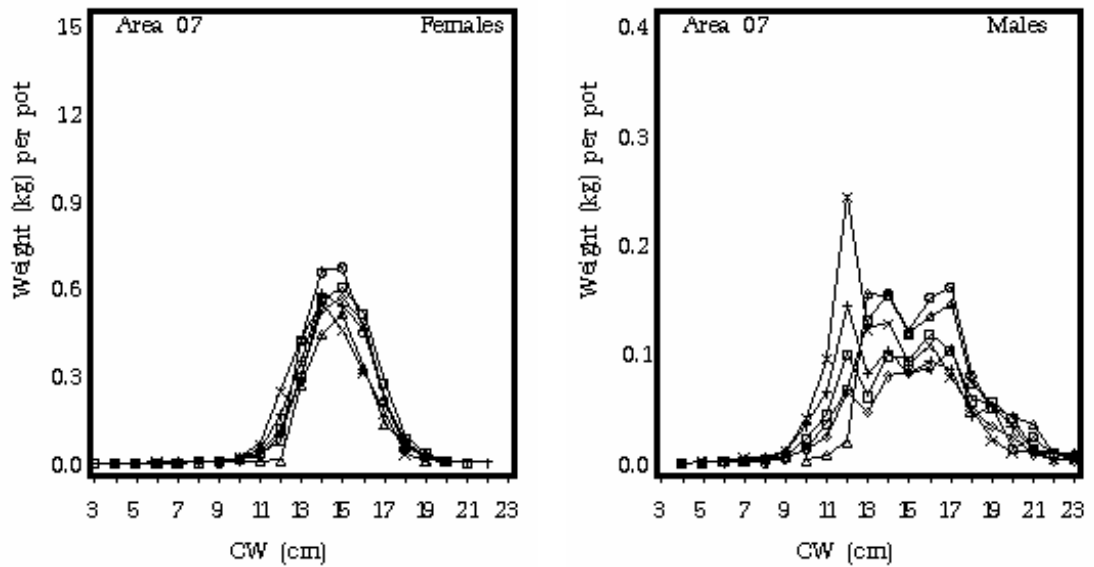 Area 07 Females
Weight (kg) per pot
15
12
0.9
0.6
0.3
0.0
3 5 7 9 11 13 15 17 19 21 23
CW (cm)
Area 07 Males
Weight (kg) per pot
0.4
0.3
0.2
0.1
0.0
3 5 7 9 11 13 15 17 19 21 23
CW (cm)